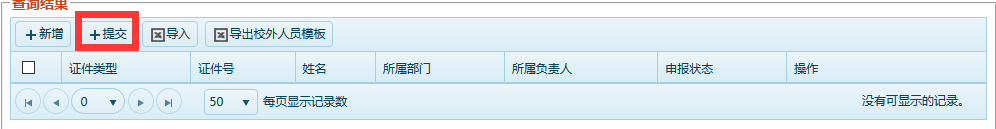 查询结果
新增 提交 导入 导出校外人员模板
证件类型 证件号 姓名 所属部门 所属负责人 申报状态 操作
0 50 每页显示记录数 没有可显示的记录。